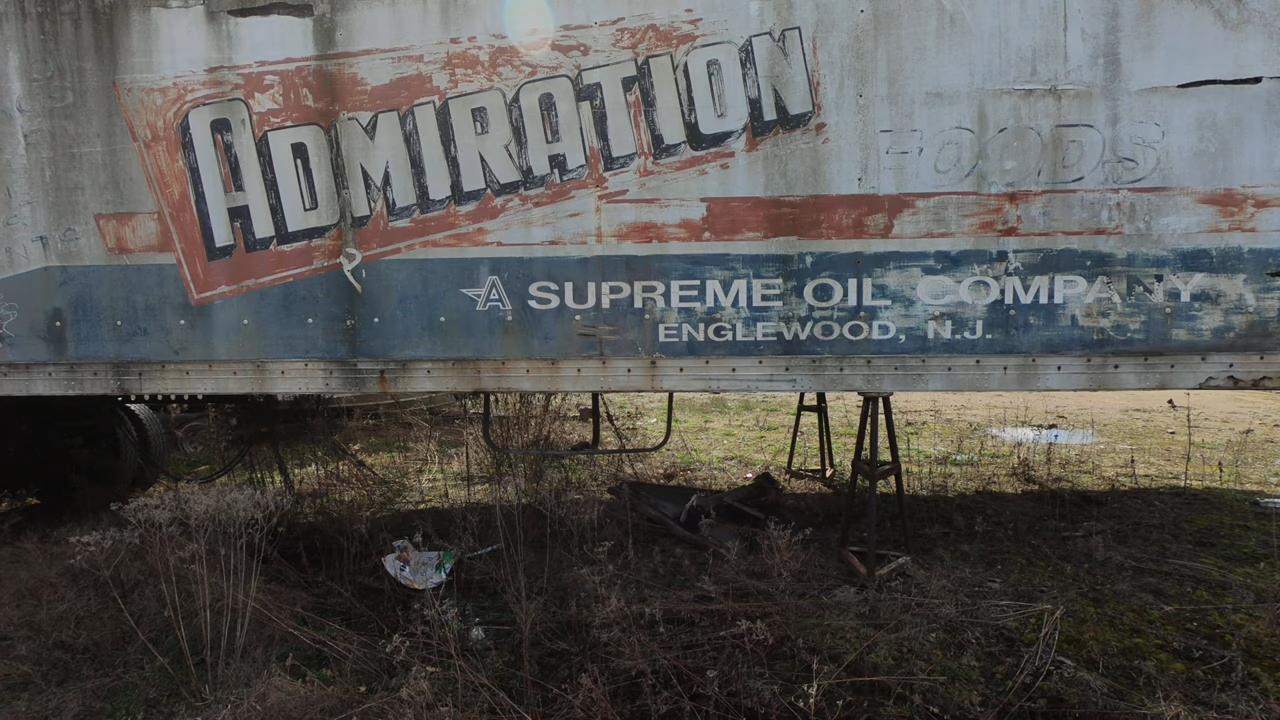 ADMIRATION
FOODS
A SUPREME OIL COMPANY
ENGLEWOOD, N.J.